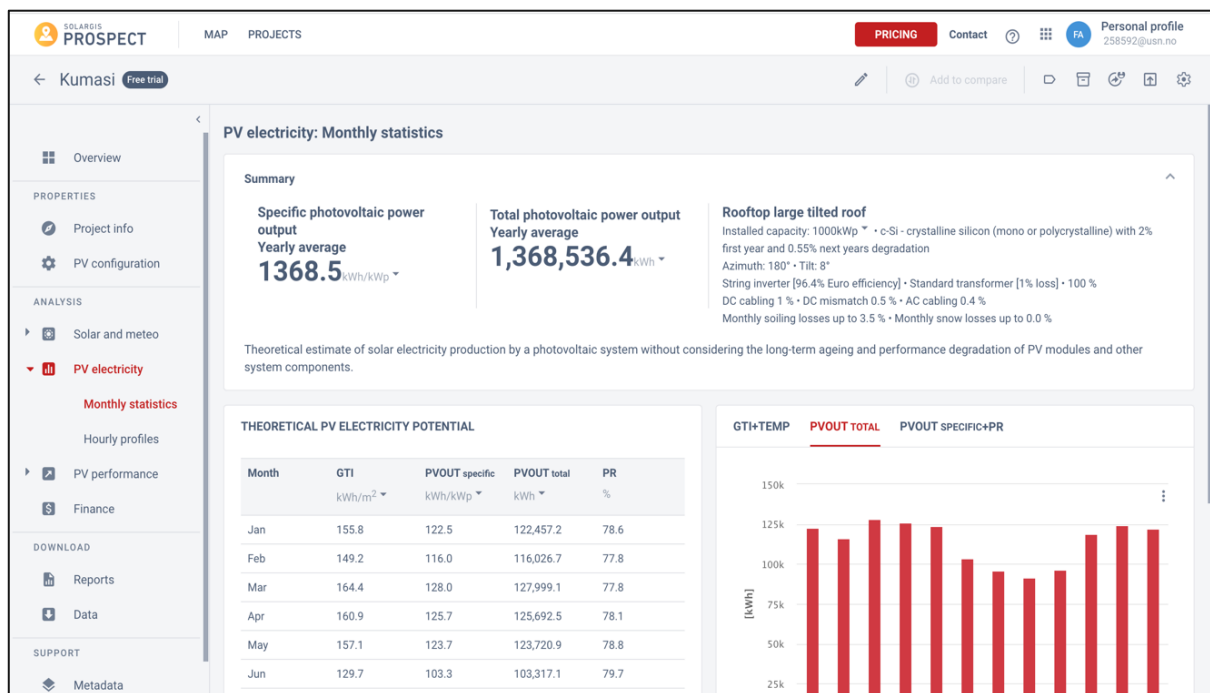 SOLARGIS
PROSPECT
MAP PROJECTS
PRICING Contact FA Personal profile
258592@usn.no
Kumasi Free trial
Add to compare
Overview
PROPERTIES
Project info
PV configuration
ANALYSIS
Solar and meteo
PV electricity
Monthly statistics
Hourly profiles
PV performance
Finance
DOWNLOAD
Reports
Data
SUPPORT
Metadata
PV electricity: Monthly statistics
Summary
Specific photovoltaic power
output
Yearly average
1368.5 kWh/kWp
Total photovoltaic power output
Yearly average
1,368,536.4 kWh
Rooftop large tilted roof
Installed capacity: 1000kWp • c-Si - crystalline silicon (mono or polycrystalline) with 2%
first year and 0.55% next years degradation
Azimuth: 180° • Tilt: 8°
String inverter [96.4% Euro efficiency] • Standard transformer [1% loss] • 100 %
DC cabling 1 % • DC mismatch 0.5 % • AC cabling 0.4 %
Monthly soiling losses up to 3.5 % • Monthly snow losses up to 0.0 %
Theoretical estimate of solar electricity production by a photovoltaic system without considering the long-term ageing and performance degradation of PV modules and other
system components.
THEORETICAL PV ELECTRICITY POTENTIAL
Month GTI PVOUT specific PVOUT total PR
kWh/m² kWh/kWp kWh %
Jan 155.8 122.5 122,457.2 78.6
Feb 149.2 116.0 116,026.7 77.8
Mar 164.4 128.0 127,999.1 77.8
Apr 160.9 125.7 125,692.5 78.1
May 157.1 123.7 123,720.9 78.8
Jun 129.7 103.3 103,317.1 79.7
GTI+TEMP PVOUT TOTAL PVOUT SPECIFIC+PR
150k
125k
100k
75k
50k
25k
[kWh]